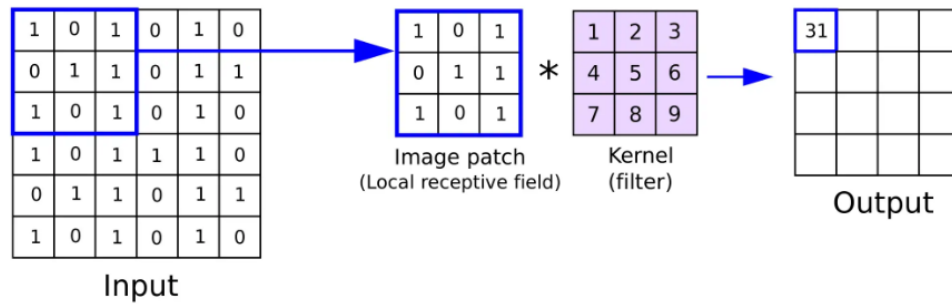 1 0 1 0 1 0
0 1 1 0 1 1
1 0 1 0 1 0
1 0 1 1 1 0
0 1 1 0 1 1
1 0 1 0 1 0
Input
1 0 1
0 1 1
1 0 1
Image patch
(Local receptive field)
*
1 2 3
4 5 6
7 8 9
Kernel
(filter)
31
Output